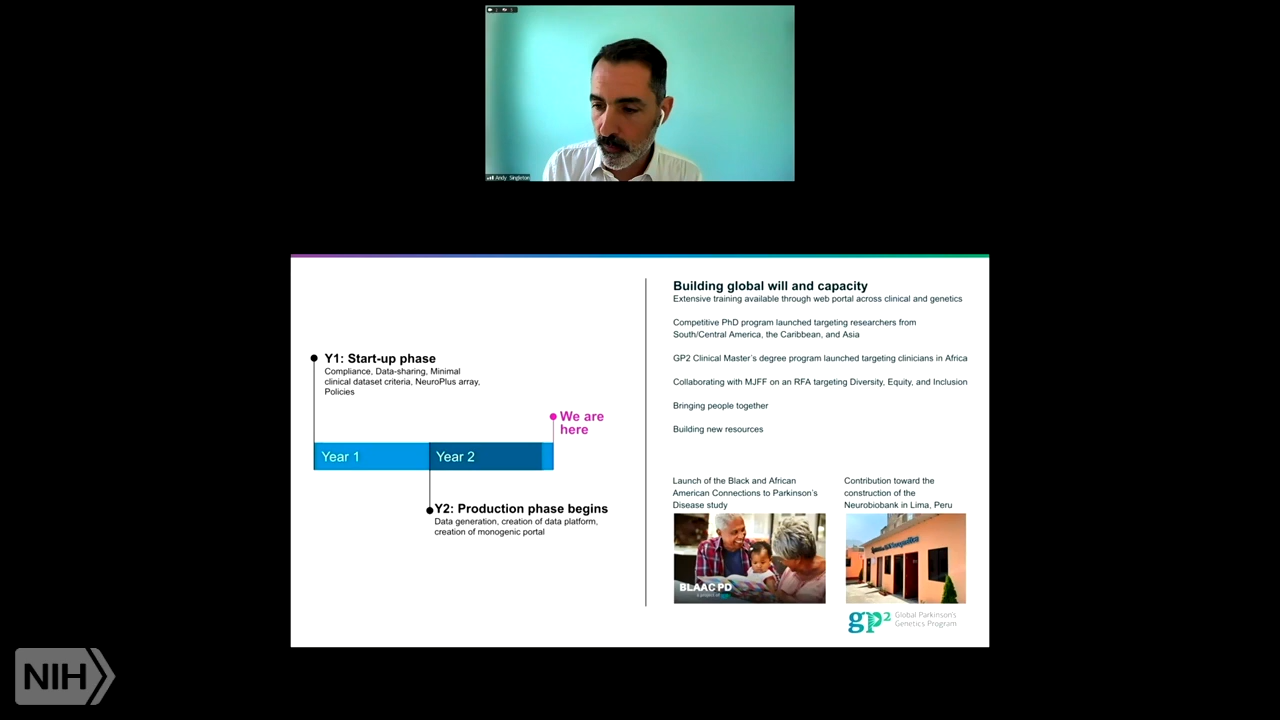 Andy Singleton
Y1: Start-up phase
Compliance, Data-sharing, Minimal
clinical dataset criteria, NeuroPlus array,
Policies
We are
here
Year 1
Year 2
Y2: Production phase begins
Data generation, creation of data platform,
creation of monogenic portal
Building global will and capacity
Extensive training available through web portal across clinical and genetics
Competitive PhD program launched targeting researchers from
South/Central America, the Caribbean, and Asia
GP2 Clinical Master's degree program launched targeting clinicians in Africa
Collaborating with MJFF on an RFA targeting Diversity, Equity, and Inclusion
Bringing people together
Building new resources
Launch of the Black and African
American Connections to Parkinson's
Disease study
BLAAC PD
Contribution toward the
construction of the
Neurobiobank in Lima, Peru
gp2
Global Parkinson's
Genetics Program
NIH